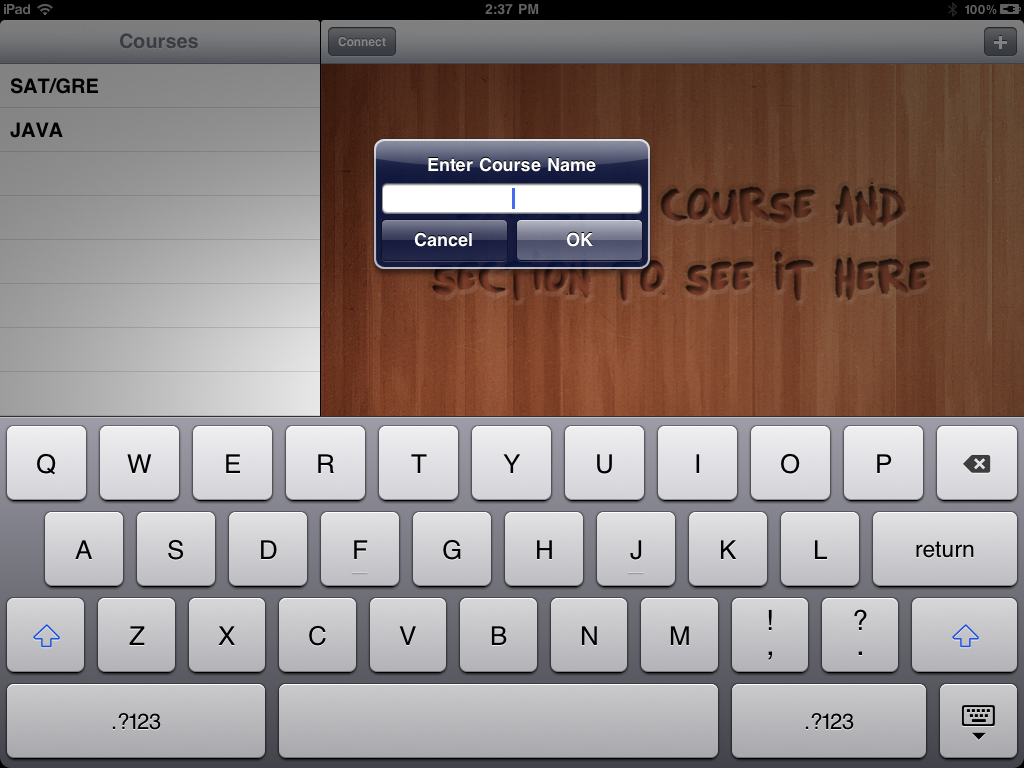 iPad 2:37 PM 100%
Courses Connect +
SAT/GRE
JAVA
Enter Course Name
COURSE AND
Cancel OK
SECTION TO SEE IT HERE
Q W E R T Y U I O P
A S D F G H J K L return
Z X C V B N M ! , ? .
.?123 .?123